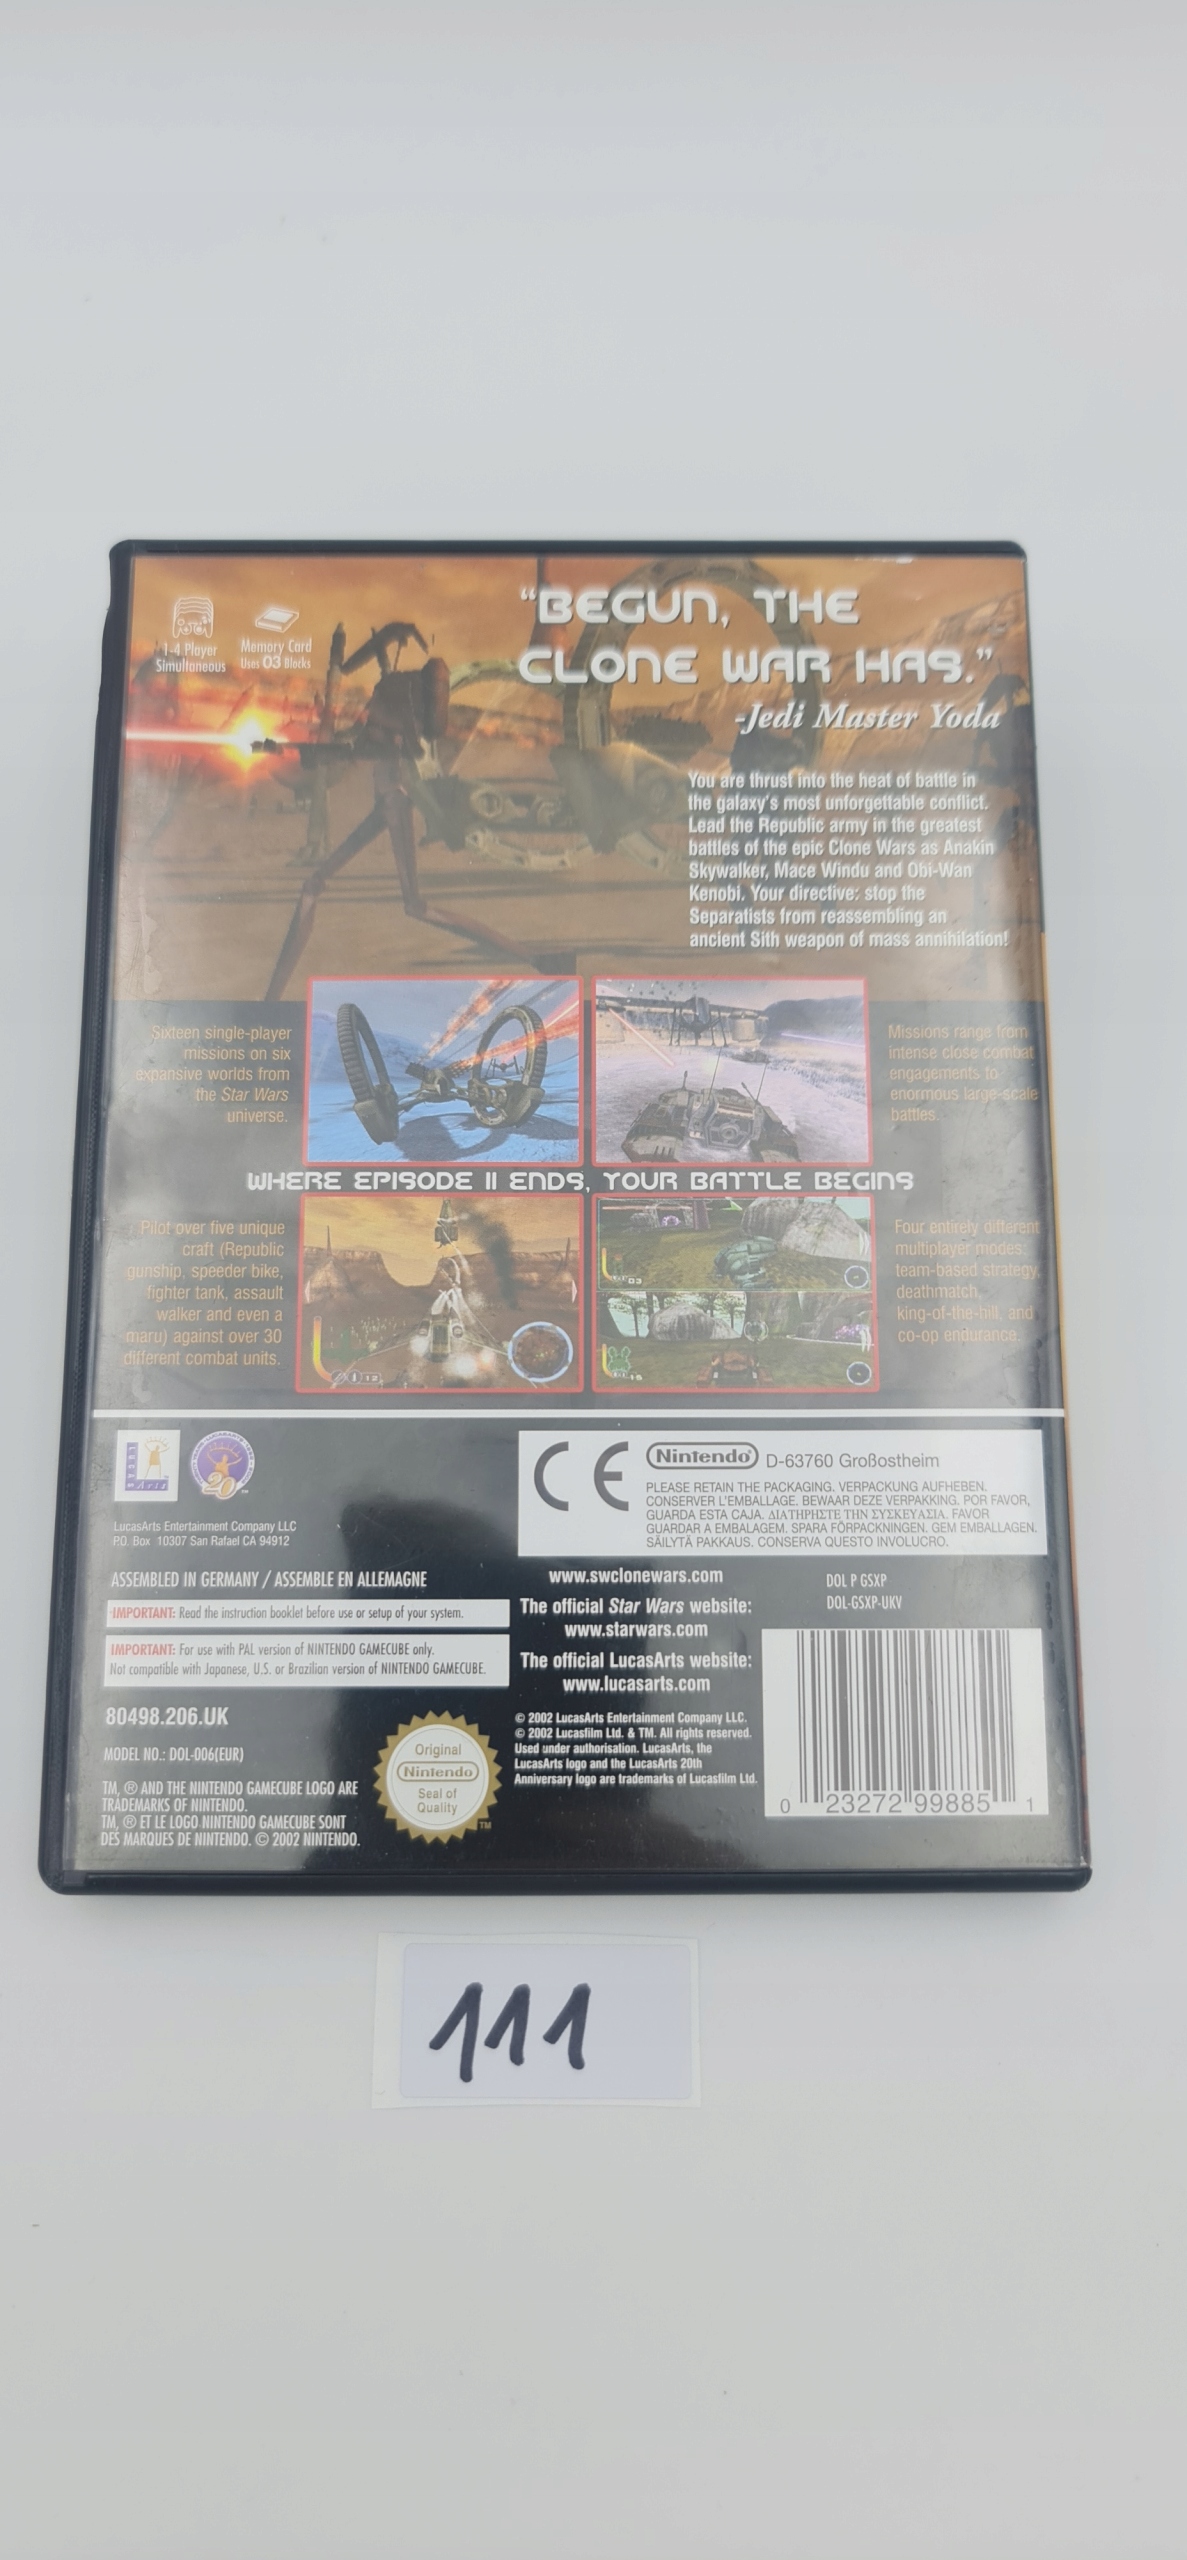 1-4 Player
Simultaneous
Memory Card
Uses 03 Blocks
"BEGUN, THE
CLONE WAR HAS."
-Jedi Master Yoda
You are thrust into the heat of battle in
the galaxy's most unforgettable conflict.
Lead the Republic army in the greatest
battles of the epic Clone Wars as Anakin
Skywalker, Mace Windu and Obi-Wan
Kenobi. Your directive: stop the
Separatists from reassembling an
ancient Sith weapon of mass annihilation!
Sixteen single-player
missions on six
expansive worlds from
the Star Wars
universe.
Missions range from
intense close combat
engagements to
enormous large-scale
battles.
WHERE EPISODE II ENDS, YOUR BATTLE BEGINS
Pilot over five unique
craft (Republic
gunship, speeder bike,
fighter tank, assault
walker and even a
maru) against over 30
different combat units.
12
03
15
Four entirely different
multiplayer modes:
team-based strategy,
deathmatch,
king-of-the-hill, and
co-op endurance.
LUCAS
Arts
20
TM
LucasArts Entertainment Company LLC
P.O. Box 10307 San Rafael CA 94912
CE
Nintendo® D-63760 Großostheim
PLEASE RETAIN THE PACKAGING. VERPACKUNG AUFHEBEN.
CONSERVER L'EMBALLAGE. BEWAAR DEZE VERPAKKING. POR FAVOR,
GUARDA ESTA CAJA. ΔΙΑΤΗΡΗΣΤΕ ΤΗΝ ΣΥΣΚΕΥΑΣΙΑ. FAVOR
GUARDAR A EMBALAGEM. SPARA FÖRPACKNINGEN. GEM EMBALLAGEN.
SÄILYTÄ PAKKAUS. CONSERVA QUESTO INVOLUCRO.
ASSEMBLED IN GERMANY / ASSEMBLE EN ALLEMAGNE
IMPORTANT: Read the instruction booklet before use or setup of your system.
IMPORTANT: For use with PAL version of NINTENDO GAMECUBE only.
Not compatible with Japanese, U.S. or Brazilian version of NINTENDO GAMECUBE.
80498.206.UK
MODEL NO.: DOL-006(EUR)
TM, ® AND THE NINTENDO GAMECUBE LOGO ARE
TRADEMARKS OF NINTENDO.
TM, ® ET LE LOGO NINTENDO GAMECUBE SONT
DES MARQUES DE NINTENDO. © 2002 NINTENDO.
Original
Nintendo
Seal of
Quality
TM
www.swclonewars.com
The official Star Wars website:
www.starwars.com
The official LucasArts website:
www.lucasarts.com
© 2002 LucasArts Entertainment Company LLC.
© 2002 Lucasfilm Ltd. & TM. All rights reserved.
Used under authorisation. LucasArts, the
LucasArts logo and the LucasArts 20th
Anniversary logo are trademarks of Lucasfilm Ltd.
DOL P GSXP
DOL-GSXP-UKV
0 23272 99885 1
111